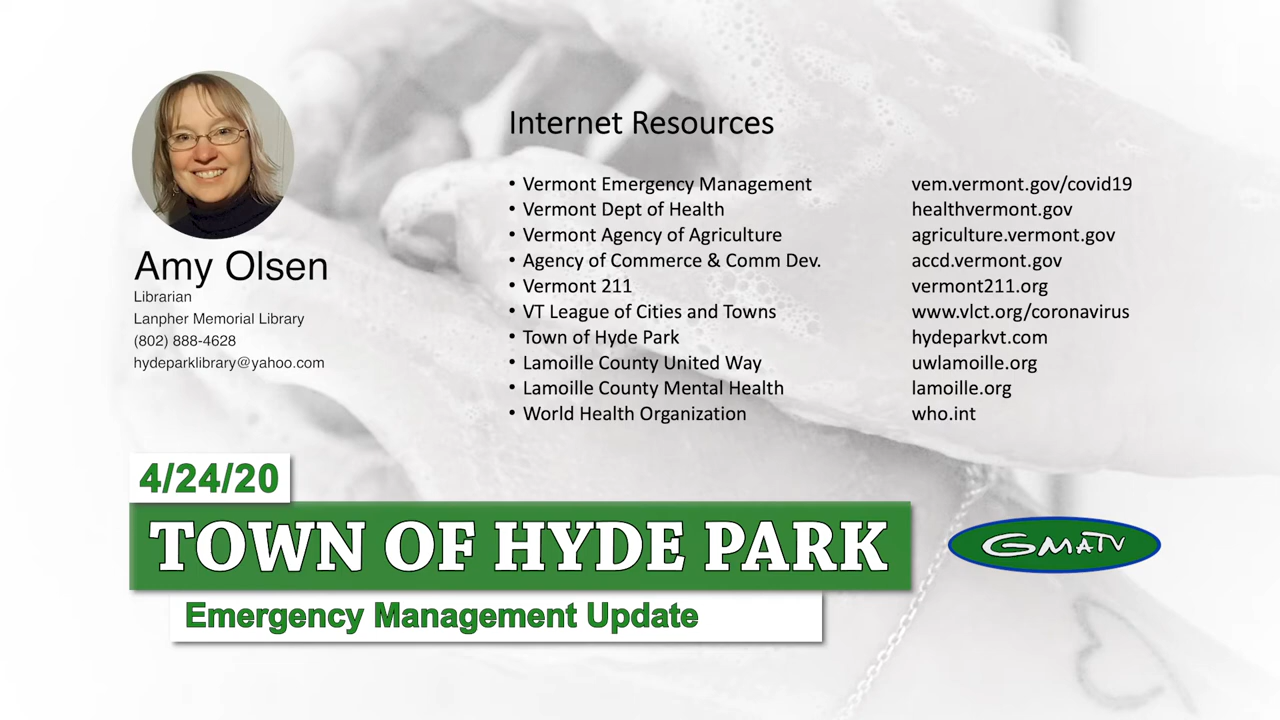 Amy Olsen
Librarian
Lanpher Memorial Library
(802) 888-4628
hydeparklibrary@yahoo.com
Internet Resources
• Vermont Emergency Management vem.vermont.gov/covid19
• Vermont Dept of Health healthvermont.gov
• Vermont Agency of Agriculture agriculture.vermont.gov
• Agency of Commerce & Comm Dev. accd.vermont.gov
• Vermont 211 vermont211.org
• VT League of Cities and Towns www.vlct.org/coronavirus
• Town of Hyde Park hydeparkvt.com
• Lamoille County United Way uwlamoille.org
• Lamoille County Mental Health lamoille.org
• World Health Organization who.int
4/24/20
TOWN OF HYDE PARK
GMATV
Emergency Management Update